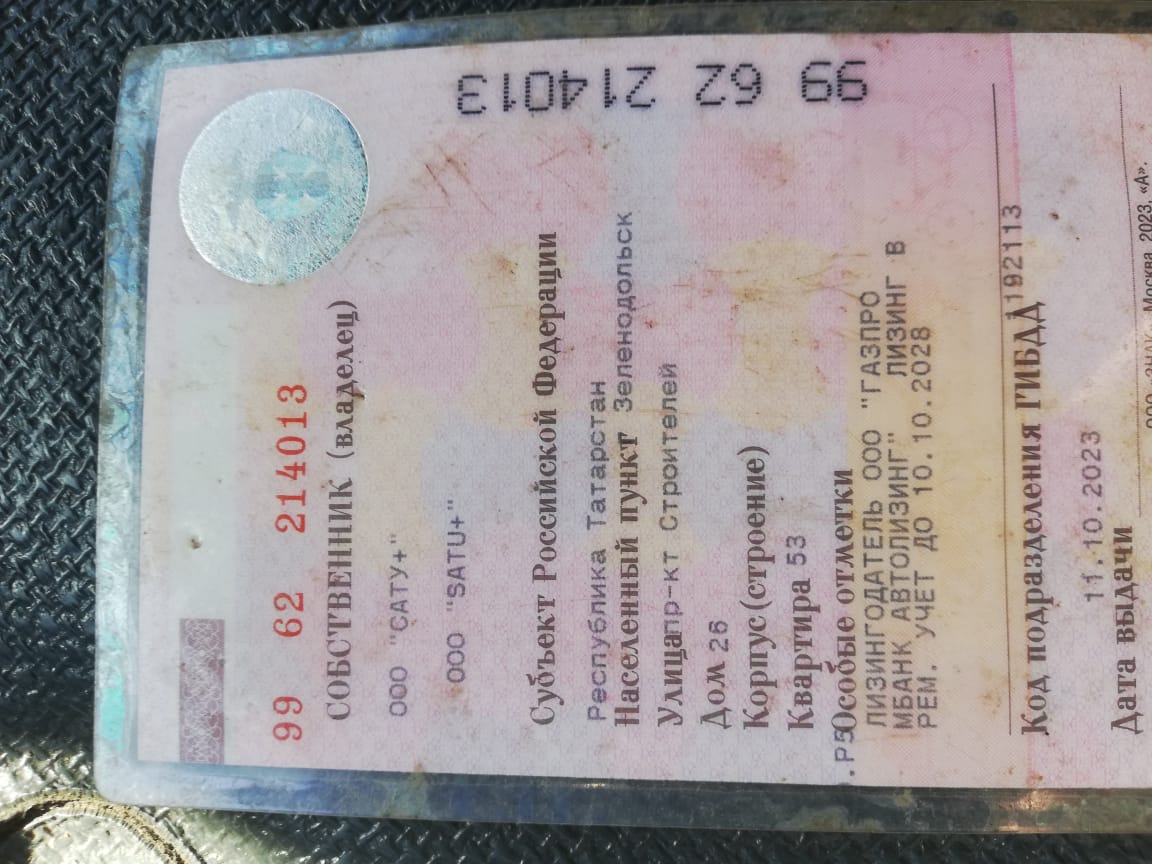 99 62 214013
99 62 214013
СОБСТВЕННИК (владелец)
ООО "САТУ+"
ООО "SATU+"
Субъект Российской Федерации
Республика Татарстан
Населенный пункт Зеленодольск
Улица пр-кт Строителей
Дом 26
Корпус (строение)
Квартира 53
Особые отметки
ЛИЗИНГОДАТЕЛЬ ООО "ГАЗПРО
МБАНК АВТОЛИЗИНГ" ЛИЗИНГ В
РЕМ. УЧЕТ ДО 10.10.2028
Код подразделения ГИБДД 1192113
11.10.2023
Дата выдачи
Москва, 2023, «А».